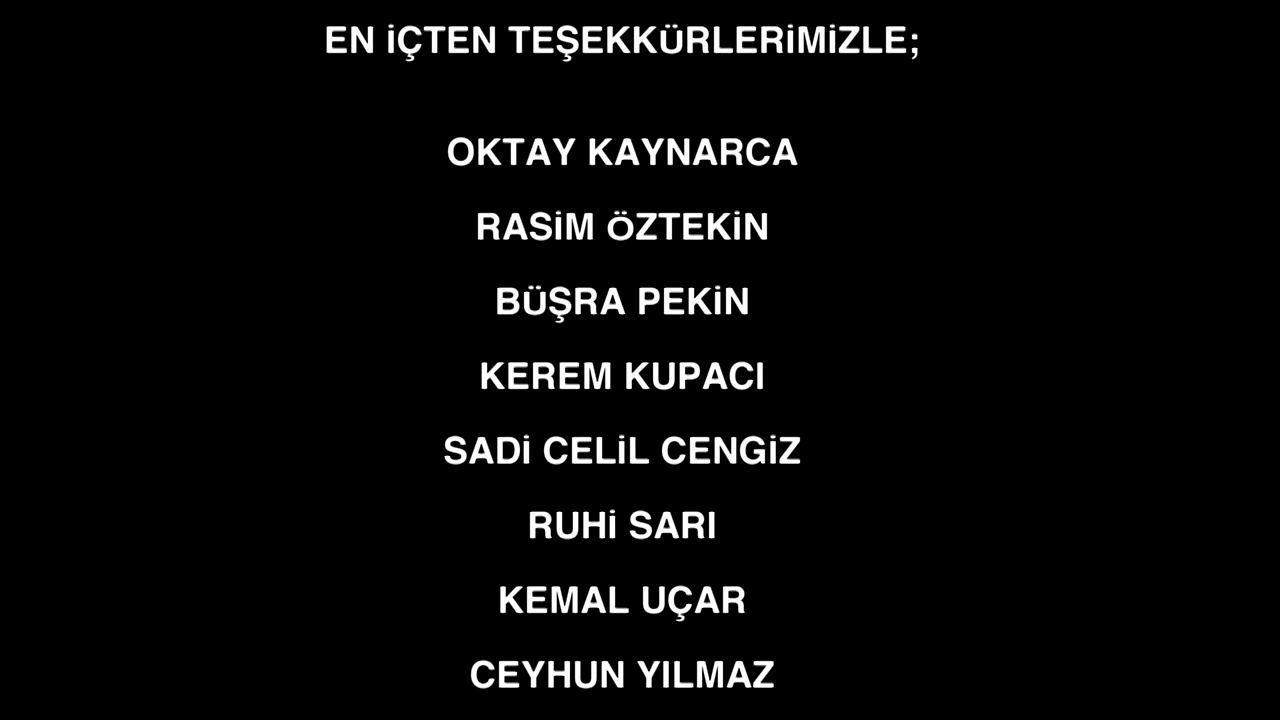 EN İÇTEN TEŞEKKÜRLERİMİZLE;
OKTAY KAYNARCA
RASİM ÖZTEKİN
BÜŞRA PEKİN
KEREM KUPACI
SADİ CELİL CENGİZ
RUHİ SARI
KEMAL UÇAR
CEYHUN YILMAZ